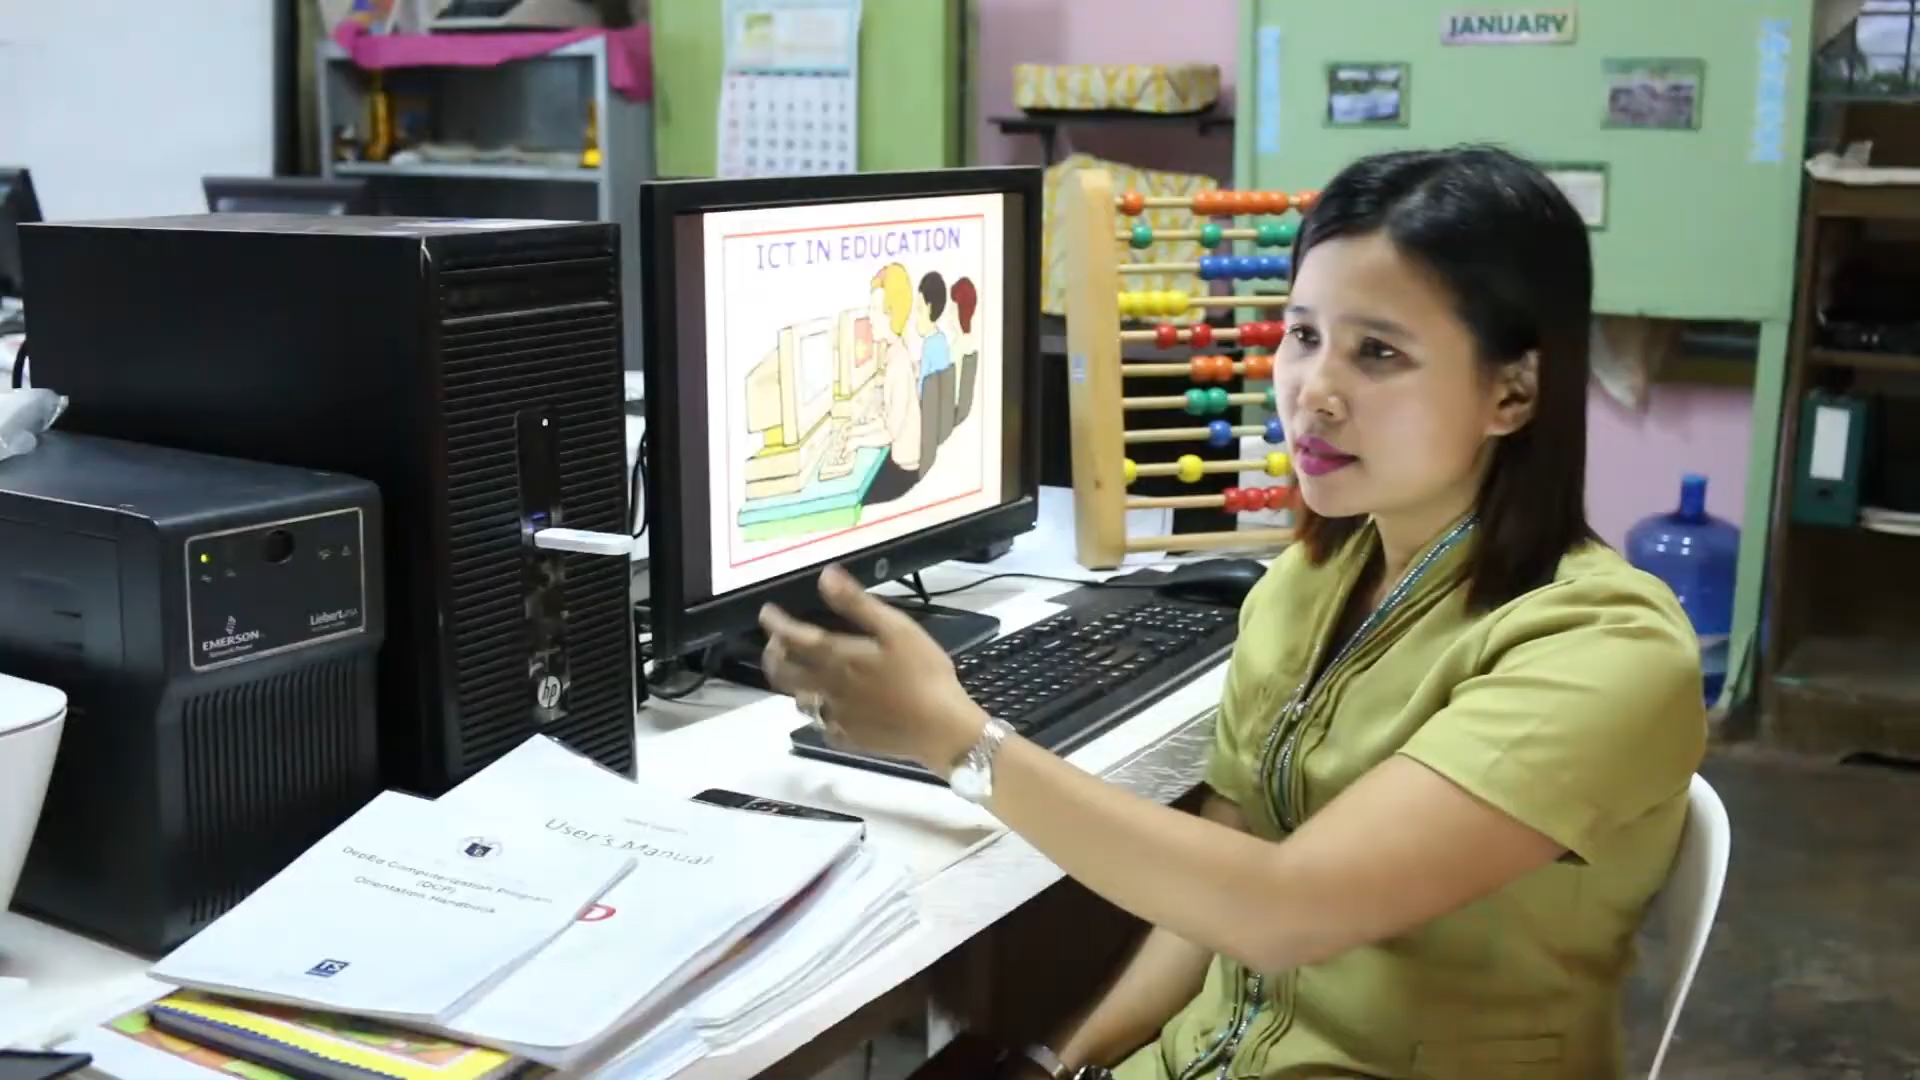 JANUARY
ICT IN EDUCATION
EMERSON
Liebert
hp
User's Manual
DepEd Computerization Program
(DCP)
Orientation Handbook